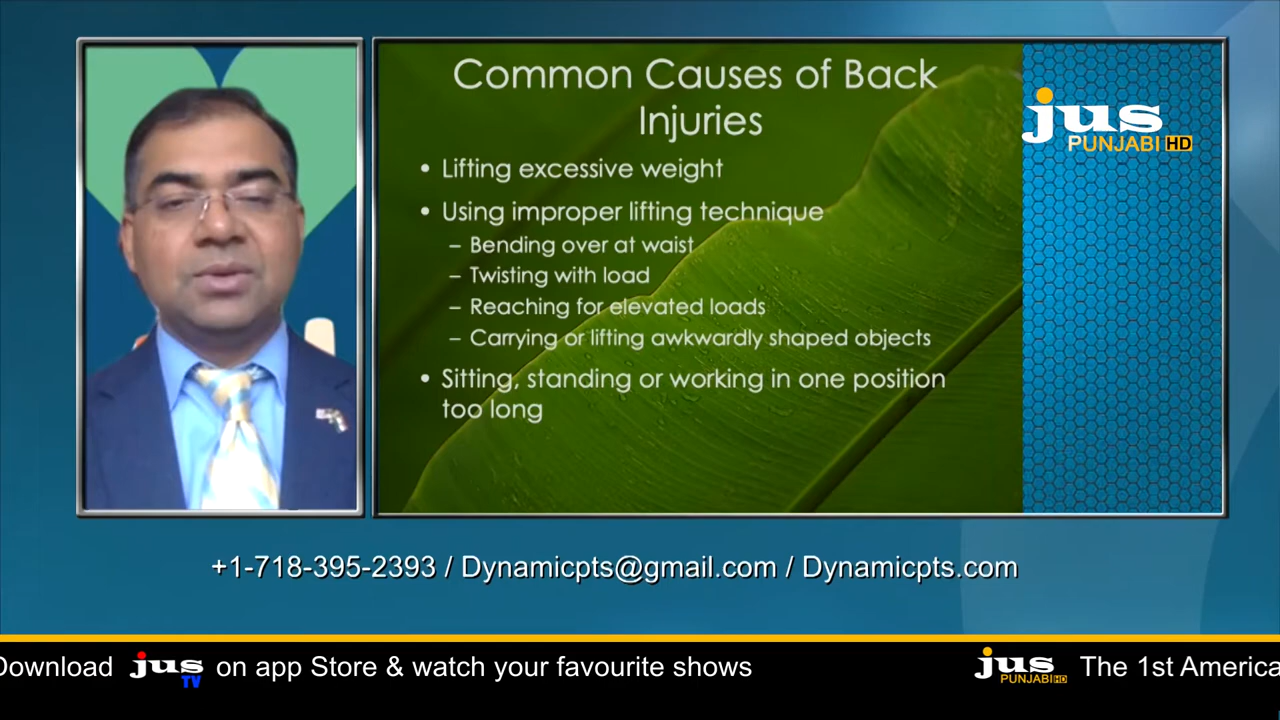 Common Causes of Back
Injuries
• Lifting excessive weight
• Using improper lifting technique
– Bending over at waist
– Twisting with load
– Reaching for elevated loads
– Carrying or lifting awkwardly shaped objects
• Sitting, standing or working in one position
too long
jus
PUNJABI HD
+1-718-395-2393 / Dynamicpts@gmail.com / Dynamicpts.com
Download jus TV on app Store & watch your favourite shows
jus PUNJABI HD The 1st America